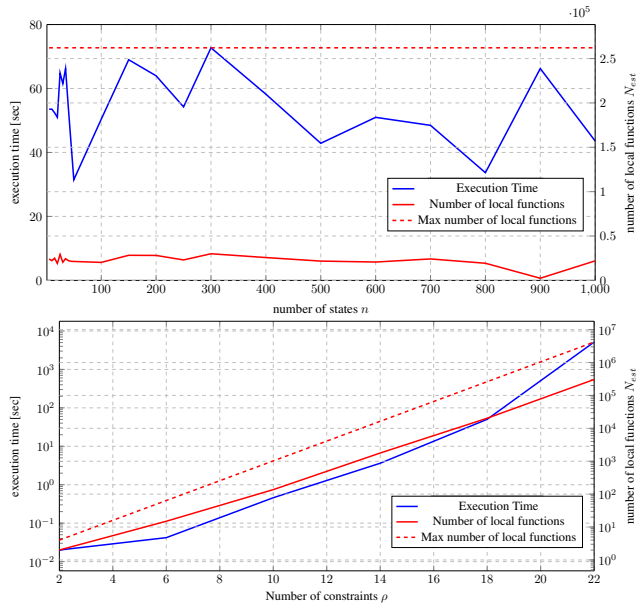 ·10^5
80
60
40
20
0
execution time [sec]
2.5
2
1.5
1
0.5
0
number of local functions N_est
Execution Time
Number of local functions
Max number of local functions
100 200 300 400 500 600 700 800 900 1,000
number of states n
10^4
10^3
10^2
10^1
10^0
10^−1
10^−2
execution time [sec]
10^7
10^6
10^5
10^4
10^3
10^2
10^1
10^0
number of local functions N_est
Execution Time
Number of local functions
Max number of local functions
2 4 6 8 10 12 14 16 18 20 22
Number of constraints ρ